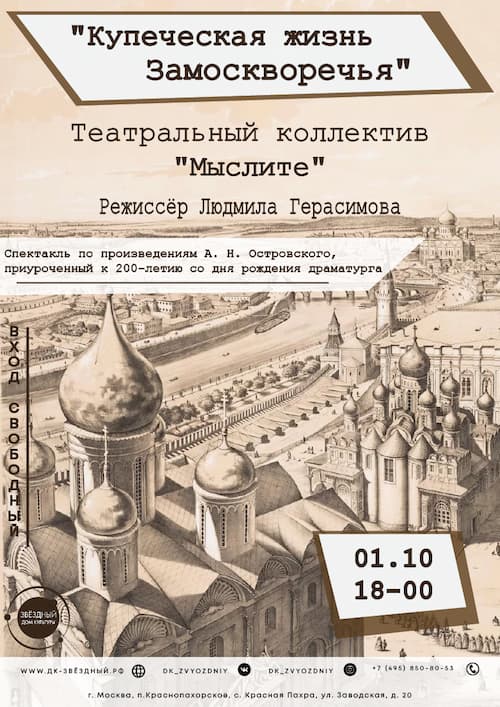 "Купеческая жизнь
Замоскворечья"
Театральный коллектив
"Мыслите"
Режиссёр Людмила Герасимова
Спектакль по произведениям А. Н. Островского,
приуроченный к 200-летию со дня рождения драматурга
ВХОД СВОБОДНЫЙ
01.10
18-00
ЗВЁЗДНЫЙ
ДОМ КУЛЬТУРЫ
WWW.ДК-ЗВЁЗДНЫЙ.РФ DK_ZVYOZDNIY DK_ZVYOZDNIY +7 (495) 850-80-53
г. Москва, п.Краснопахорское, с. Красная Пахра, ул. Заводская, д. 20